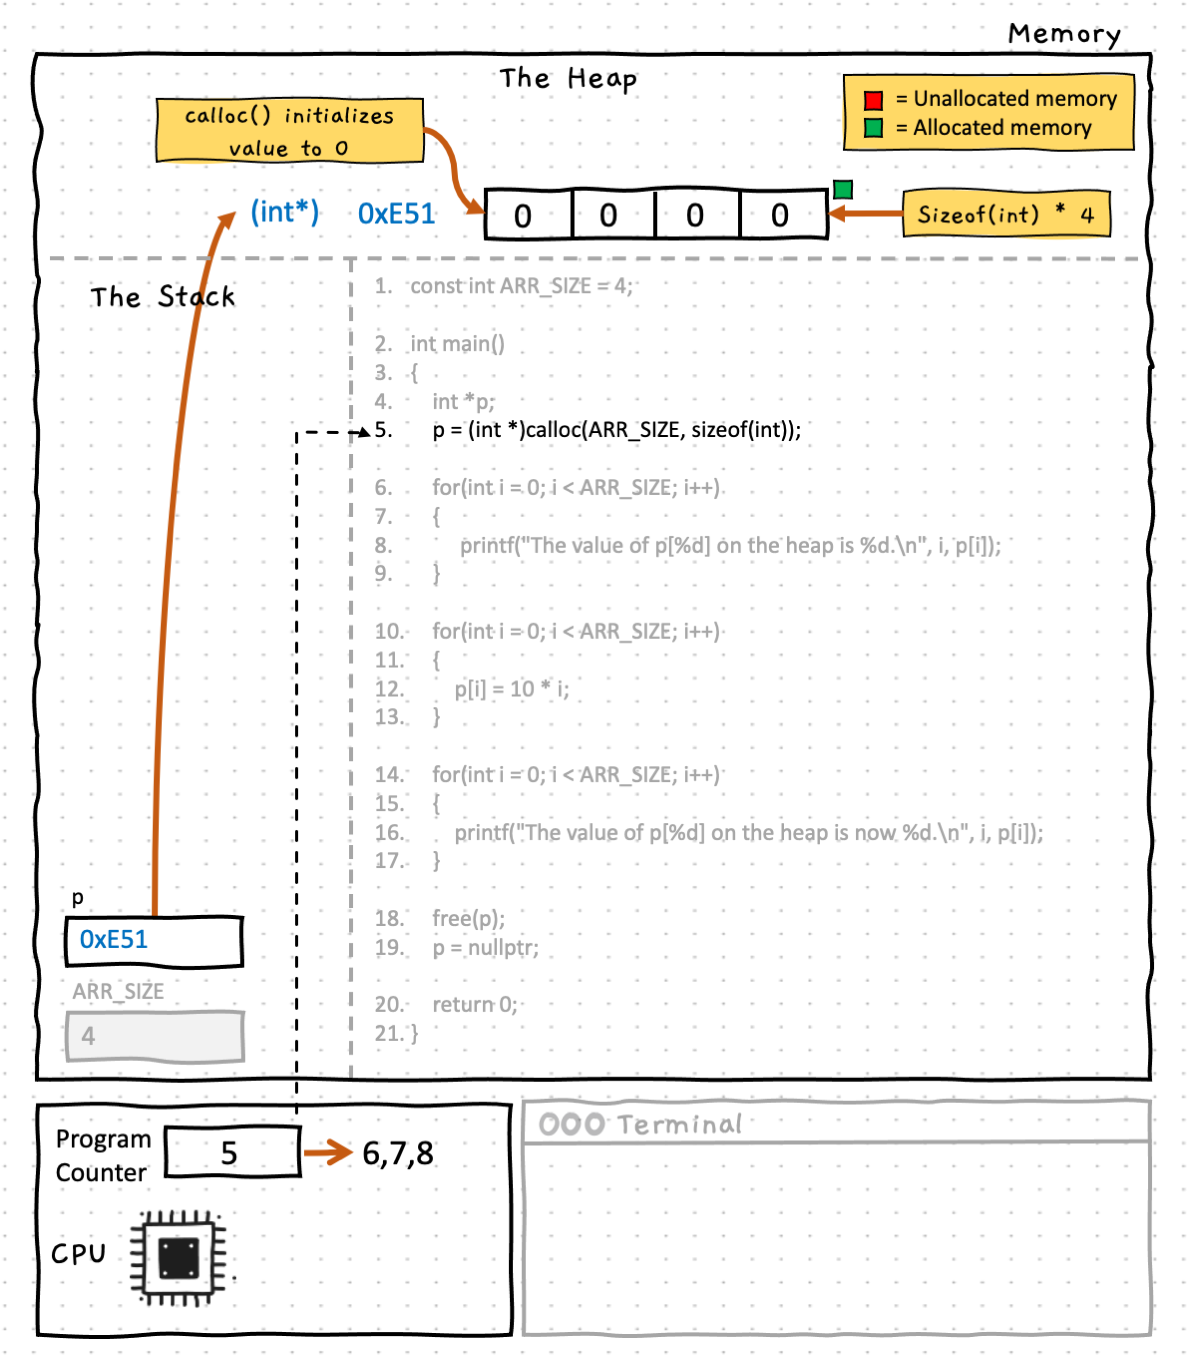 Memory
The Heap
calloc() initializes
value to 0
= Unallocated memory
= Allocated memory
(int*) 0xE51
0 0 0 0
Sizeof(int) * 4
The Stack
1. const int ARR_SIZE = 4;
2. int main()
3. {
4. int *p;
5. p = (int *)calloc(ARR_SIZE, sizeof(int));
6. for(int i = 0; i < ARR_SIZE; i++)
7. {
8. printf("The value of p[%d] on the heap is %d.\n", i, p[i]);
9. }
10. for(int i = 0; i < ARR_SIZE; i++)
11. {
12. p[i] = 10 * i;
13. }
14. for(int i = 0; i < ARR_SIZE; i++)
15. {
16. printf("The value of p[%d] on the heap is now %d.\n", i, p[i]);
17. }
18. free(p);
19. p = nullptr;
20. return 0;
21. }
p
0xE51
ARR_SIZE
4
Program
Counter
5
6,7,8
CPU
Terminal